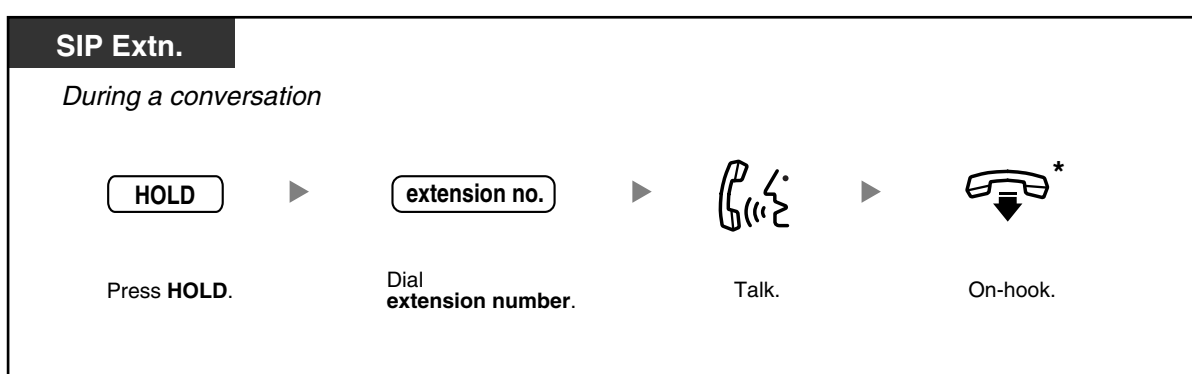 SIP Extn.
During a conversation
HOLD
extension no.
*
Press HOLD.
Dial
extension number.
Talk.
On-hook.